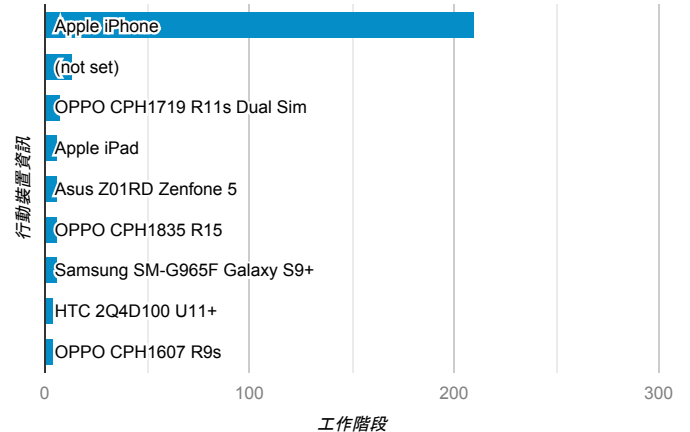 Apple iPhone
(not set)
OPPO CPH1719 R11s Dual Sim
Apple iPad
Asus Z01RD Zenfone 5
OPPO CPH1835 R15
Samsung SM-G965F Galaxy S9+
HTC 2Q4D100 U11+
OPPO CPH1607 R9s
行動裝置資訊
0 100 200 300
工作階段